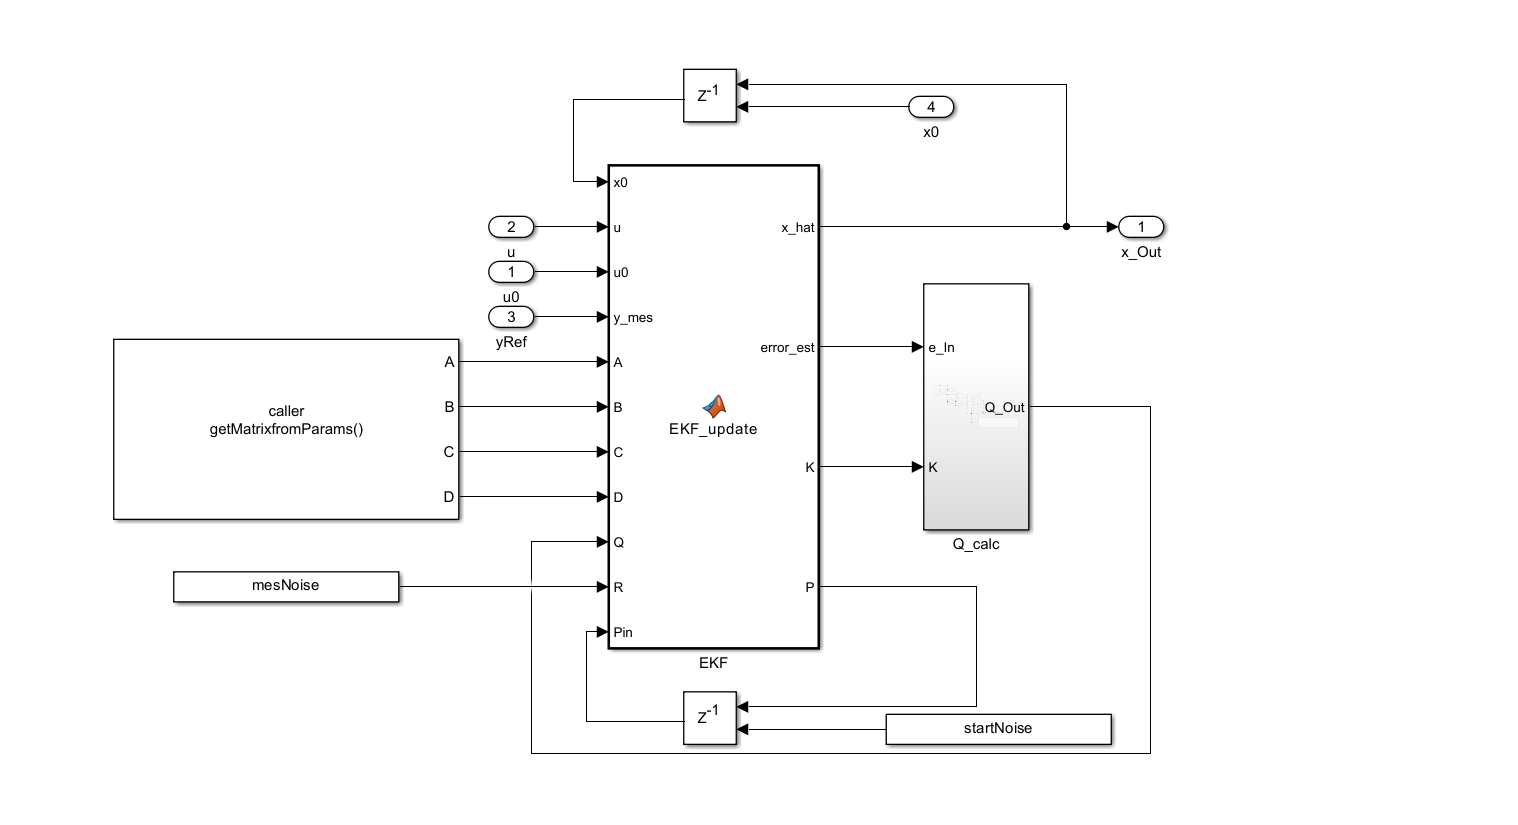 Z-1
4
x0
x0
2
u
u
x_hat
1
x_Out
1
u0
u0
3
yRef
y_mes
error_est
e_In
caller
getMatrixfromParams()
A
B
C
D
A
B
C
D
EKF_update
Q_Out
K
K
Q_calc
Q
mesNoise
R
P
Pin
EKF
Z-1
startNoise